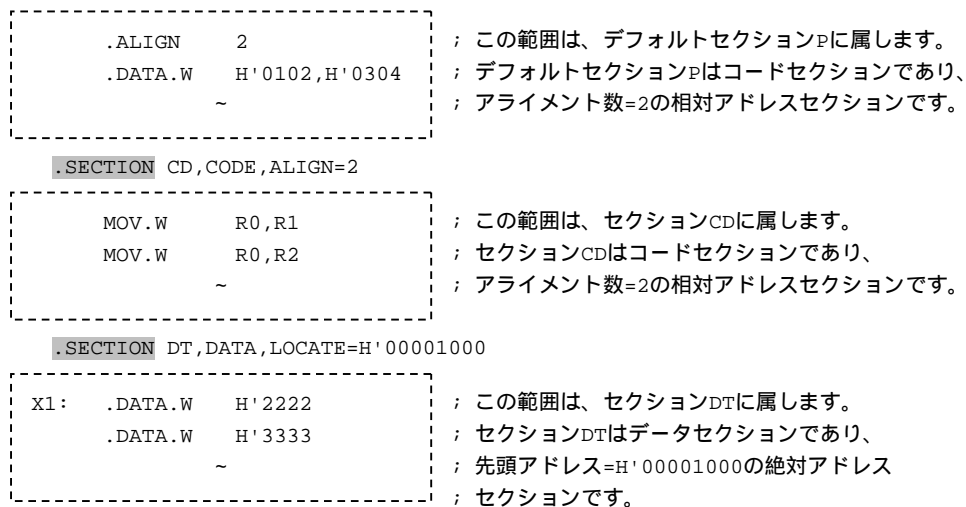 .ALIGN 2 ; この範囲は、デフォルトセクションPに属します。
.DATA.W H'0102,H'0304 ; デフォルトセクションPはコードセクションであり、
~ ; アライメント数=2の相対アドレスセクションです。
.SECTION CD,CODE,ALIGN=2
MOV.W R0,R1 ; この範囲は、セクションCDに属します。
MOV.W R0,R2 ; セクションCDはコードセクションであり、
~ ; アライメント数=2の相対アドレスセクションです。
.SECTION DT,DATA,LOCATE=H'00001000
X1: .DATA.W H'2222 ; この範囲は、セクションDTに属します。
.DATA.W H'3333 ; セクションDTはデータセクションであり、
~ ; 先頭アドレス=H'00001000の絶対アドレス
; セクションです。